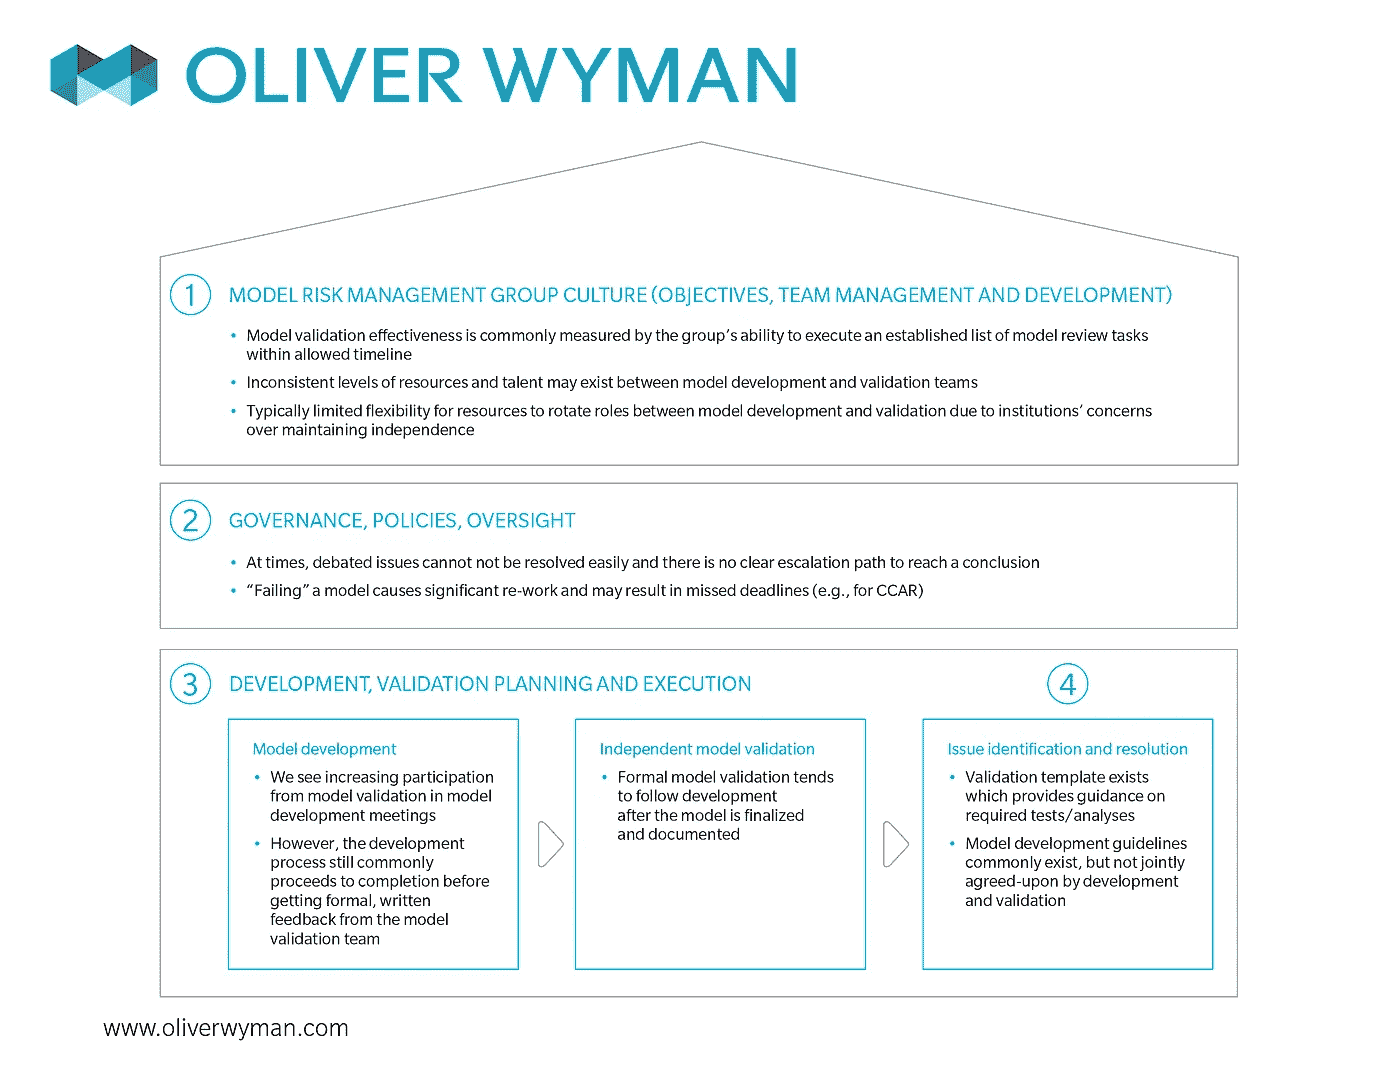 OLIVER WYMAN
1 MODEL RISK MANAGEMENT GROUP CULTURE (OBJECTIVES, TEAM MANAGEMENT AND DEVELOPMENT)
• Model validation effectiveness is commonly measured by the group's ability to execute an established list of model review tasks
within allowed timeline
• Inconsistent levels of resources and talent may exist between model development and validation teams
• Typically limited flexibility for resources to rotate roles between model development and validation due to institutions' concerns
over maintaining independence
2 GOVERNANCE, POLICIES, OVERSIGHT
• At times, debated issues cannot not be resolved easily and there is no clear escalation path to reach a conclusion
• “Failing” a model causes significant re-work and may result in missed deadlines (e.g., for CCAR)
3 DEVELOPMENT, VALIDATION PLANNING AND EXECUTION
Model development
• We see increasing participation
from model validation in model
development meetings
• However, the development
process still commonly
proceeds to completion before
getting formal, written
feedback from the model
validation team
Independent model validation
• Formal model validation tends
to follow development
after the model is finalized
and documented
4
Issue identification and resolution
• Validation template exists
which provides guidance on
required tests/analyses
• Model development guidelines
commonly exist, but not jointly
agreed-upon by development
and validation
www.oliverwyman.com